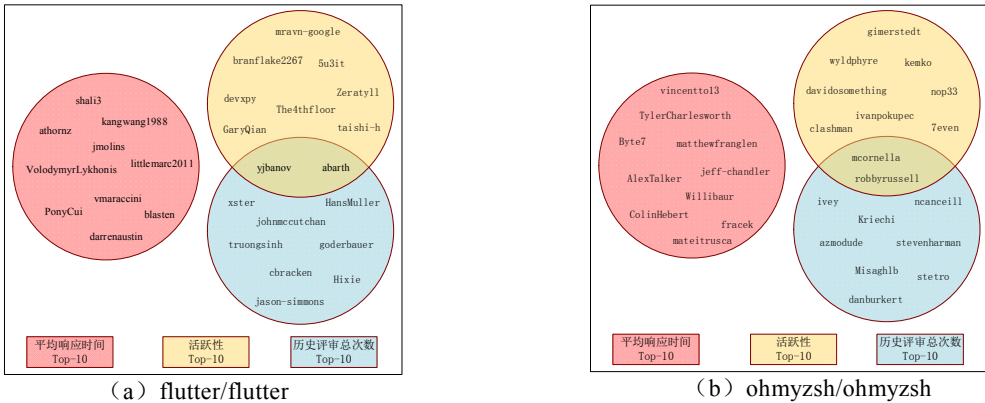 mravn-google
branflake2267
5u3it
devxpy
Zeratyll
The4thfloor
GaryQian
taishi-h
shali3
kangwang1988
athornz
jmolins
littlemarc2011
VolodymyrLykhonis
vmaraccini
PonyCui
blasten
darrenaustin
yjbanov
abarth
xster
HansMuller
johnmccutchan
truongsinh
goderbauer
cbracken
Hixie
jason-simmons
平均响应时间
Top-10
活跃性
Top-10
历史评审总次数
Top-10
（a）flutter/flutter
gimerstedt
wyldphyre
kemko
davidosomething
nop33
ivanpokupec
clashman
7even
vincentto13
TylerCharlesworth
Byte7
matthewfranglen
jeff-chandler
AlexTalker
Willibaur
ColinHebert
fracek
mateitrusca
mcornella
robbyrussell
ivey
ncanceill
Kriechi
azmodude
stevenharman
Misaghlb
stetro
danburkert
平均响应时间
Top-10
活跃性
Top-10
历史评审总次数
Top-10
（b）ohmyzsh/ohmyzsh